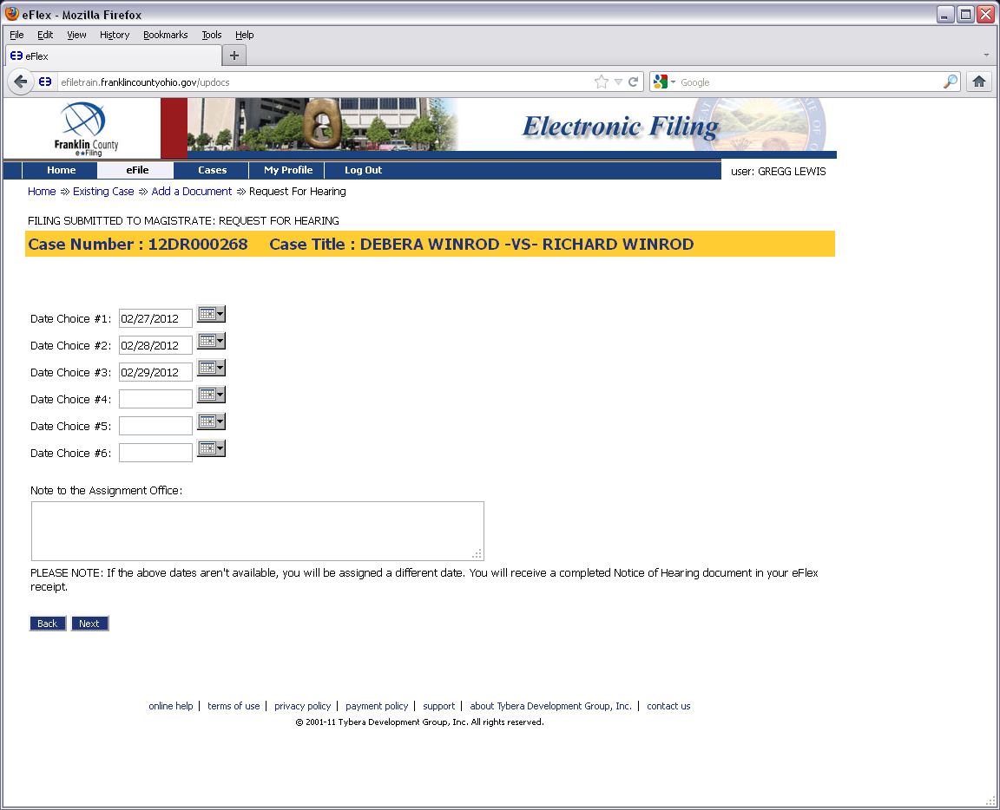 eFlex - Mozilla Firefox
File Edit View History Bookmarks Tools Help
eFlex
efiletrain.franklincountyohio.gov/updocs
Google
Franklin County
e★Filing
Electronic Filing
Home eFile Cases My Profile Log Out
user: GREGG LEWIS
Home ⇒ Existing Case ⇒ Add a Document ⇒ Request For Hearing
FILING SUBMITTED TO MAGISTRATE: REQUEST FOR HEARING
Case Number : 12DR000268 Case Title : DEBERA WINROD -VS- RICHARD WINROD
Date Choice #1: 02/27/2012
Date Choice #2: 02/28/2012
Date Choice #3: 02/29/2012
Date Choice #4:
Date Choice #5:
Date Choice #6:
Note to the Assignment Office:
PLEASE NOTE: If the above dates aren't available, you will be assigned a different date. You will receive a completed Notice of Hearing document in your eFlex
receipt.
Back Next
online help | terms of use | privacy policy | payment policy | support | about Tybera Development Group, Inc. | contact us
© 2001-11 Tybera Development Group, Inc. All rights reserved.